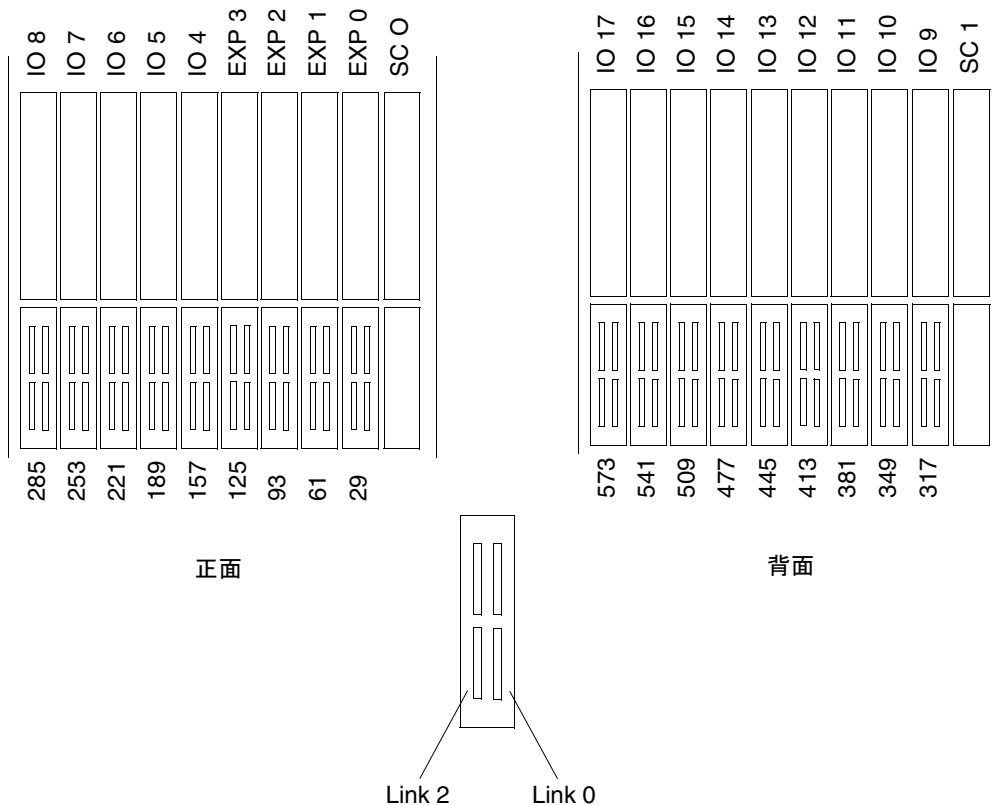 IO 8
IO 7
IO 6
IO 5
IO 4
EXP 3
EXP 2
EXP 1
EXP 0
SC O
285
253
221
189
157
125
93
61
29
正面
IO 17
IO 16
IO 15
IO 14
IO 13
IO 12
IO 11
IO 10
IO 9
SC 1
573
541
509
477
445
413
381
349
317
背面
Link 2
Link 0